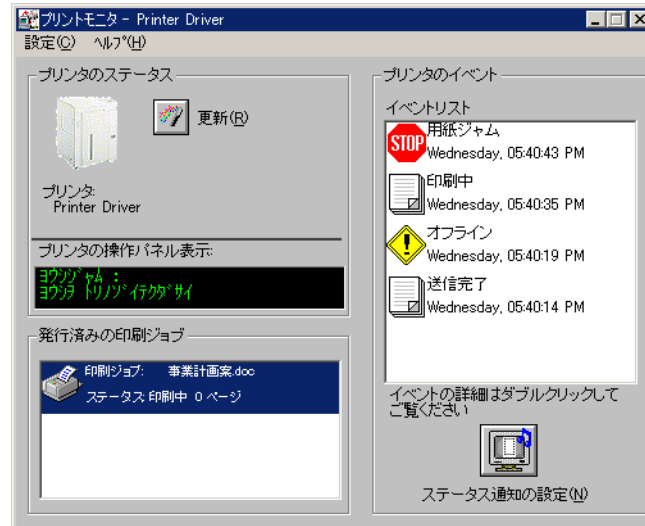 プリントモニタ - Printer Driver
設定(C) ヘルプ(H)
プリンタのステータス
更新(R)
プリンタ:
Printer Driver
プリンタの操作パネル表示:
ヨウシジャム :
ヨウシヲ トリノゾイテクダサイ
発行済みの印刷ジョブ
印刷ジョブ: 事業計画案.doc
ステータス: 印刷中 0 ページ
プリンタのイベント
イベントリスト
STOP
用紙ジャム
Wednesday, 05:40:43 PM
印刷中
Wednesday, 05:40:35 PM
オフライン
Wednesday, 05:40:19 PM
送信完了
Wednesday, 05:40:14 PM
イベントの詳細はダブルクリックして
ご覧ください
ステータス通知の設定(N)